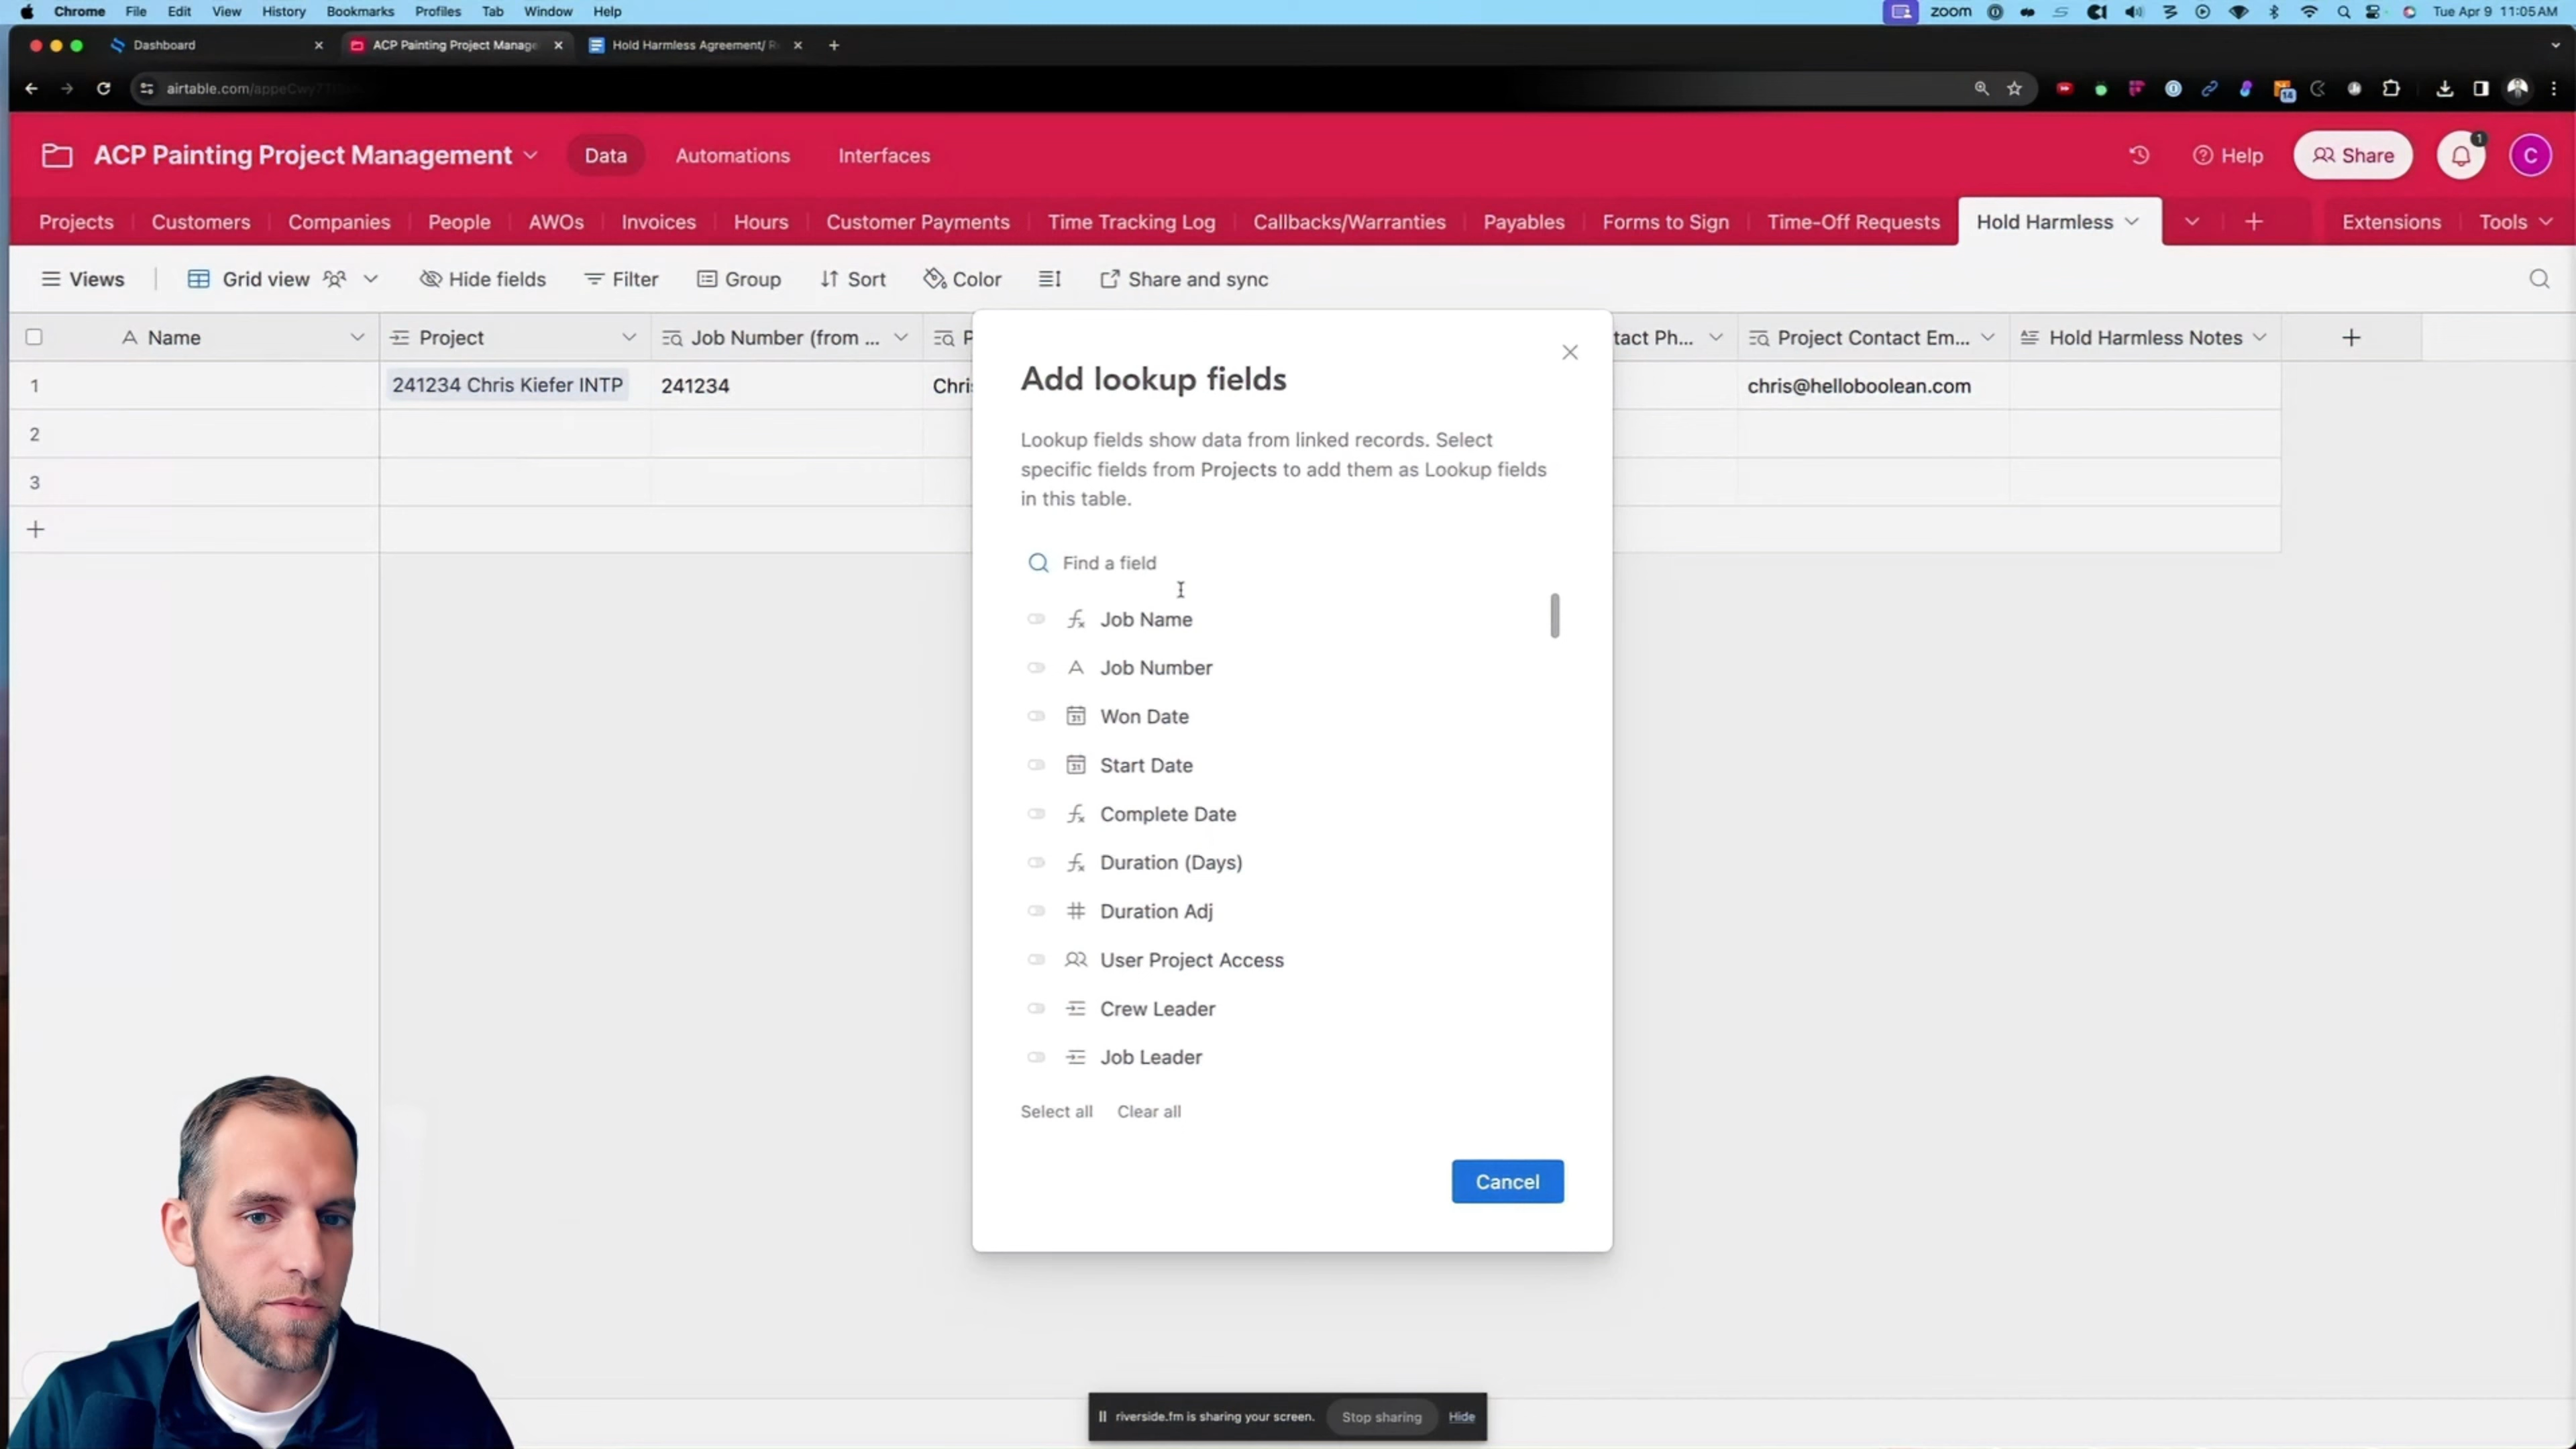 Chrome File Edit View History Bookmarks Profiles Tab Window Help zoom Tue Apr 9 11:05 AM
Dashboard ACP Painting Project Manage Hold Harmless Agreement/ R
airtable.com/appeCwy7 14
ACP Painting Project Management Data Automations Interfaces Help Share 1 C
Projects Customers Companies People AWOs Invoices Hours Customer Payments Time Tracking Log Callbacks/Warranties Payables Forms to Sign Time-Off Requests Hold Harmless Extensions Tools
Views Grid view Hide fields Filter Group Sort Color Share and sync
Name Project Job Number (from ... P tact Ph... Project Contact Em... Hold Harmless Notes
1 241234 Chris Kiefer INTP 241234 Chri chris@helloboolean.com
2
3
Add lookup fields
Lookup fields show data from linked records. Select
specific fields from Projects to add them as Lookup fields
in this table.
Find a field
Job Name
Job Number
Won Date
Start Date
Complete Date
Duration (Days)
Duration Adj
User Project Access
Crew Leader
Job Leader
Select all Clear all
Cancel
riverside.fm is sharing your screen. Stop sharing Hide